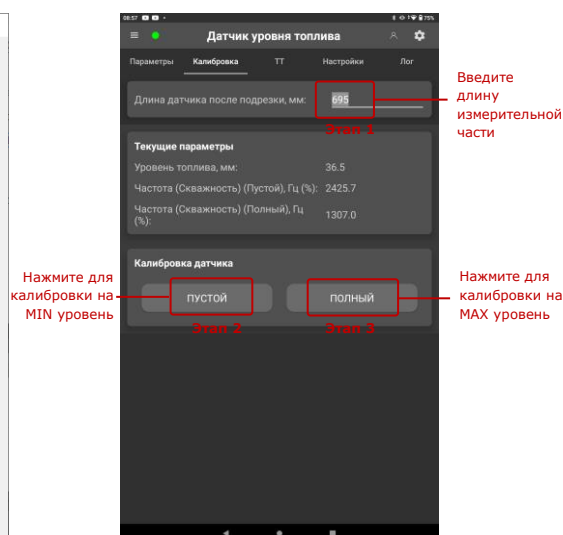 08:57
75%
Датчик уровня топлива
Параметры Калибровка ТТ Настройки Лог
Длина датчика после подрезки, мм: 695
Этап 1
Введите
длину
измерительной
части
Текущие параметры
Уровень топлива, мм: 36.5
Частота (Скважность) (Пустой), Гц (%): 2425.7
Частота (Скважность) (Полный), Гц
(%): 1307.0
Калибровка датчика
ПУСТОЙ ПОЛНЫЙ
Этап 2 Этап 3
Нажмите для
калибровки на
MIN уровень
Нажмите для
калибровки на
MAX уровень